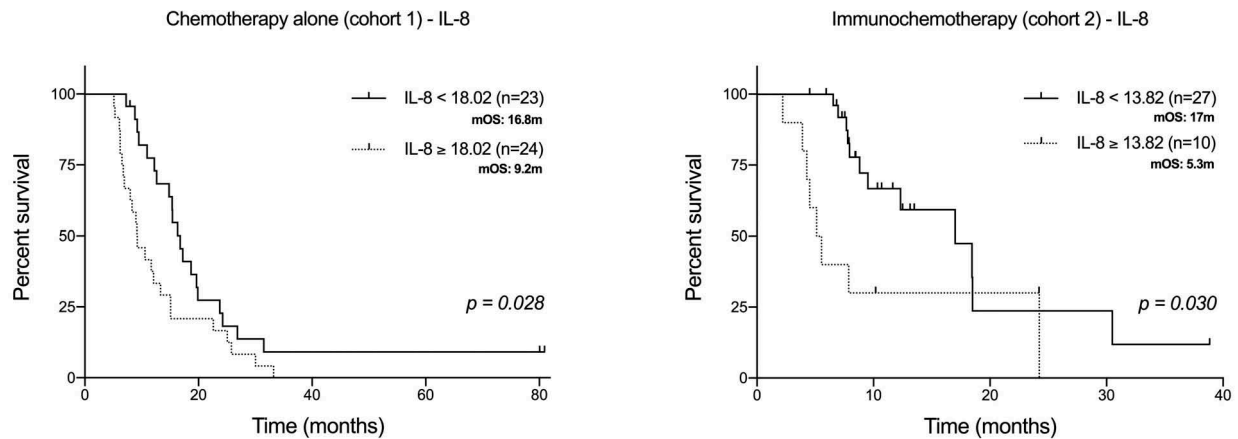 Chemotherapy alone (cohort 1) - IL-8
Percent survival
100
75
50
25
0
IL-8 < 18.02 (n=23)
mOS: 16.8m
IL-8 ≥ 18.02 (n=24)
mOS: 9.2m
p = 0.028
0
20
40
60
80
Time (months)
Immunochemotherapy (cohort 2) - IL-8
Percent survival
100
75
50
25
0
IL-8 < 13.82 (n=27)
mOS: 17m
IL-8 ≥ 13.82 (n=10)
mOS: 5.3m
p = 0.030
0
10
20
30
40
Time (months)